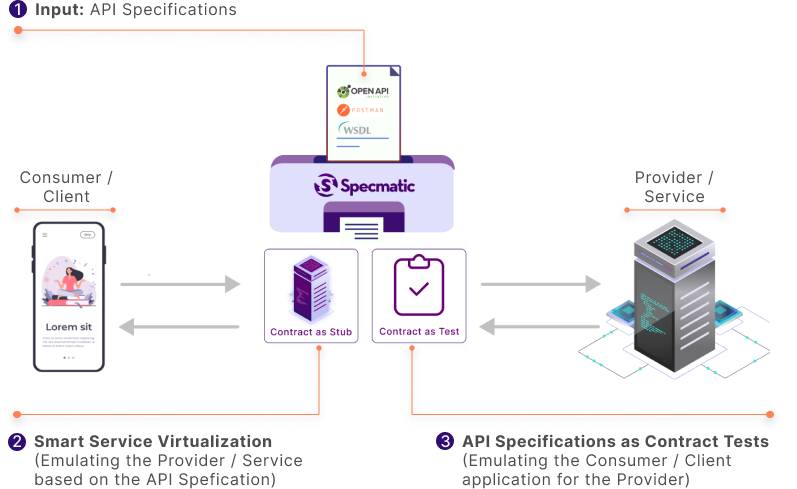 1 Input: API Specifications
OPEN API
INITIATIVE
POSTMAN
WSDL
Specmatic
Consumer /
Client
Provider /
Service
Skip
Lorem sit
Contract as Stub
Contract as Test
2 Smart Service Virtualization
(Emulating the Provider / Service
based on the API Spefication)
3 API Specifications as Contract Tests
(Emulating the Consumer / Client
application for the Provider)